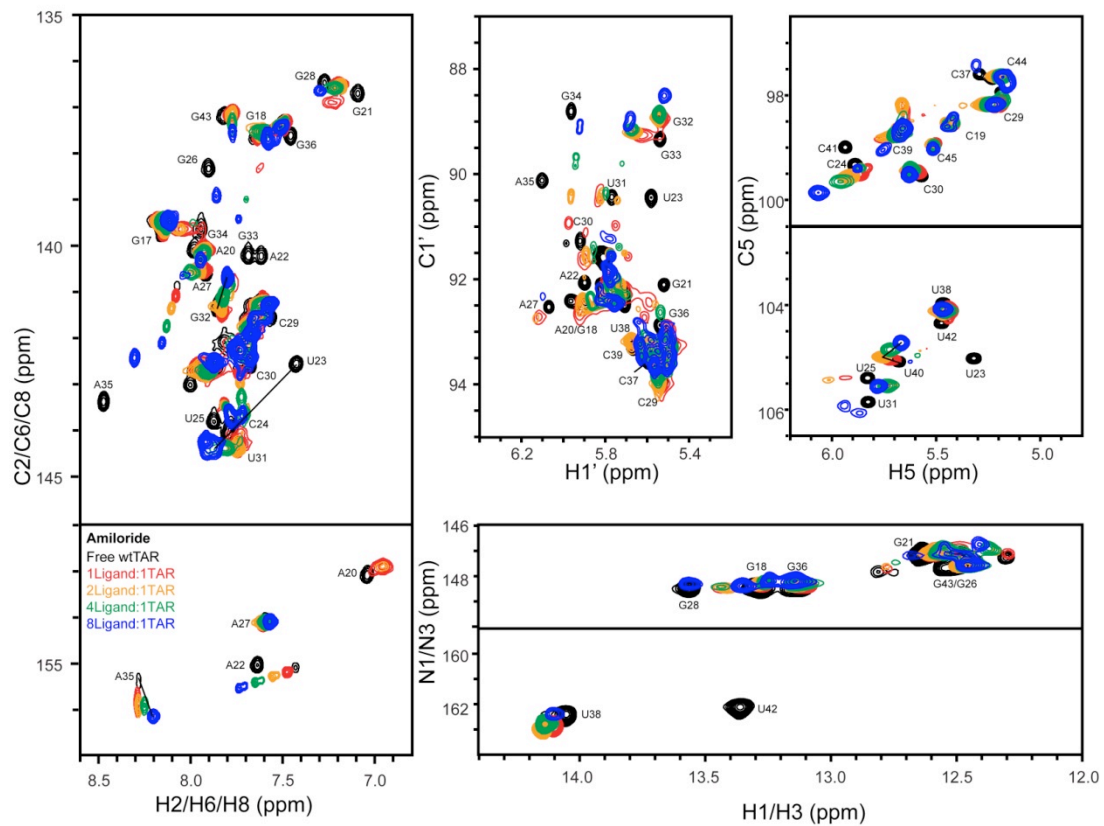 135
140
145
155
C2/C6/C8 (ppm)
G28
G21
G43
G18
G36
G26
G17
G34
G33
A20
A22
A27
G32
C29
C30
U23
A35
U25
C24
U31
Amiloride
Free wtTAR
1Ligand:1TAR
2Ligand:1TAR
4Ligand:1TAR
8Ligand:1TAR
A20
A27
A22
A35
8.5
8.0
7.5
7.0
H2/H6/H8 (ppm)
88
90
92
94
C1' (ppm)
G34
G32
G33
A35
U31
U23
C30
A22
G21
A27
A20/G18
U38
G36
C39
C37
C29
6.2
5.8
5.4
H1' (ppm)
98
100
104
106
C5 (ppm)
C44
C37
C29
C19
C41
C39
C45
C24
C30
U38
U42
U25
U40
U23
U31
6.0
5.5
5.0
H5 (ppm)
146
148
160
162
N1/N3 (ppm)
G21
G18
G36
G28
G43/G26
U38
U42
14.0
13.5
13.0
12.5
12.0
H1/H3 (ppm)